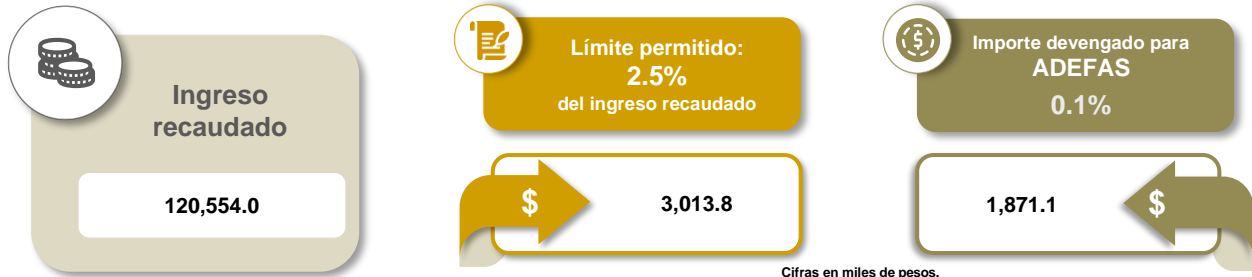 Ingreso
recaudado
120,554.0
Límite permitido:
2.5%
del ingreso recaudado
$
3,013.8
Importe devengado para
ADEFAS
0.1%
1,871.1
$
Cifras en miles de pesos.